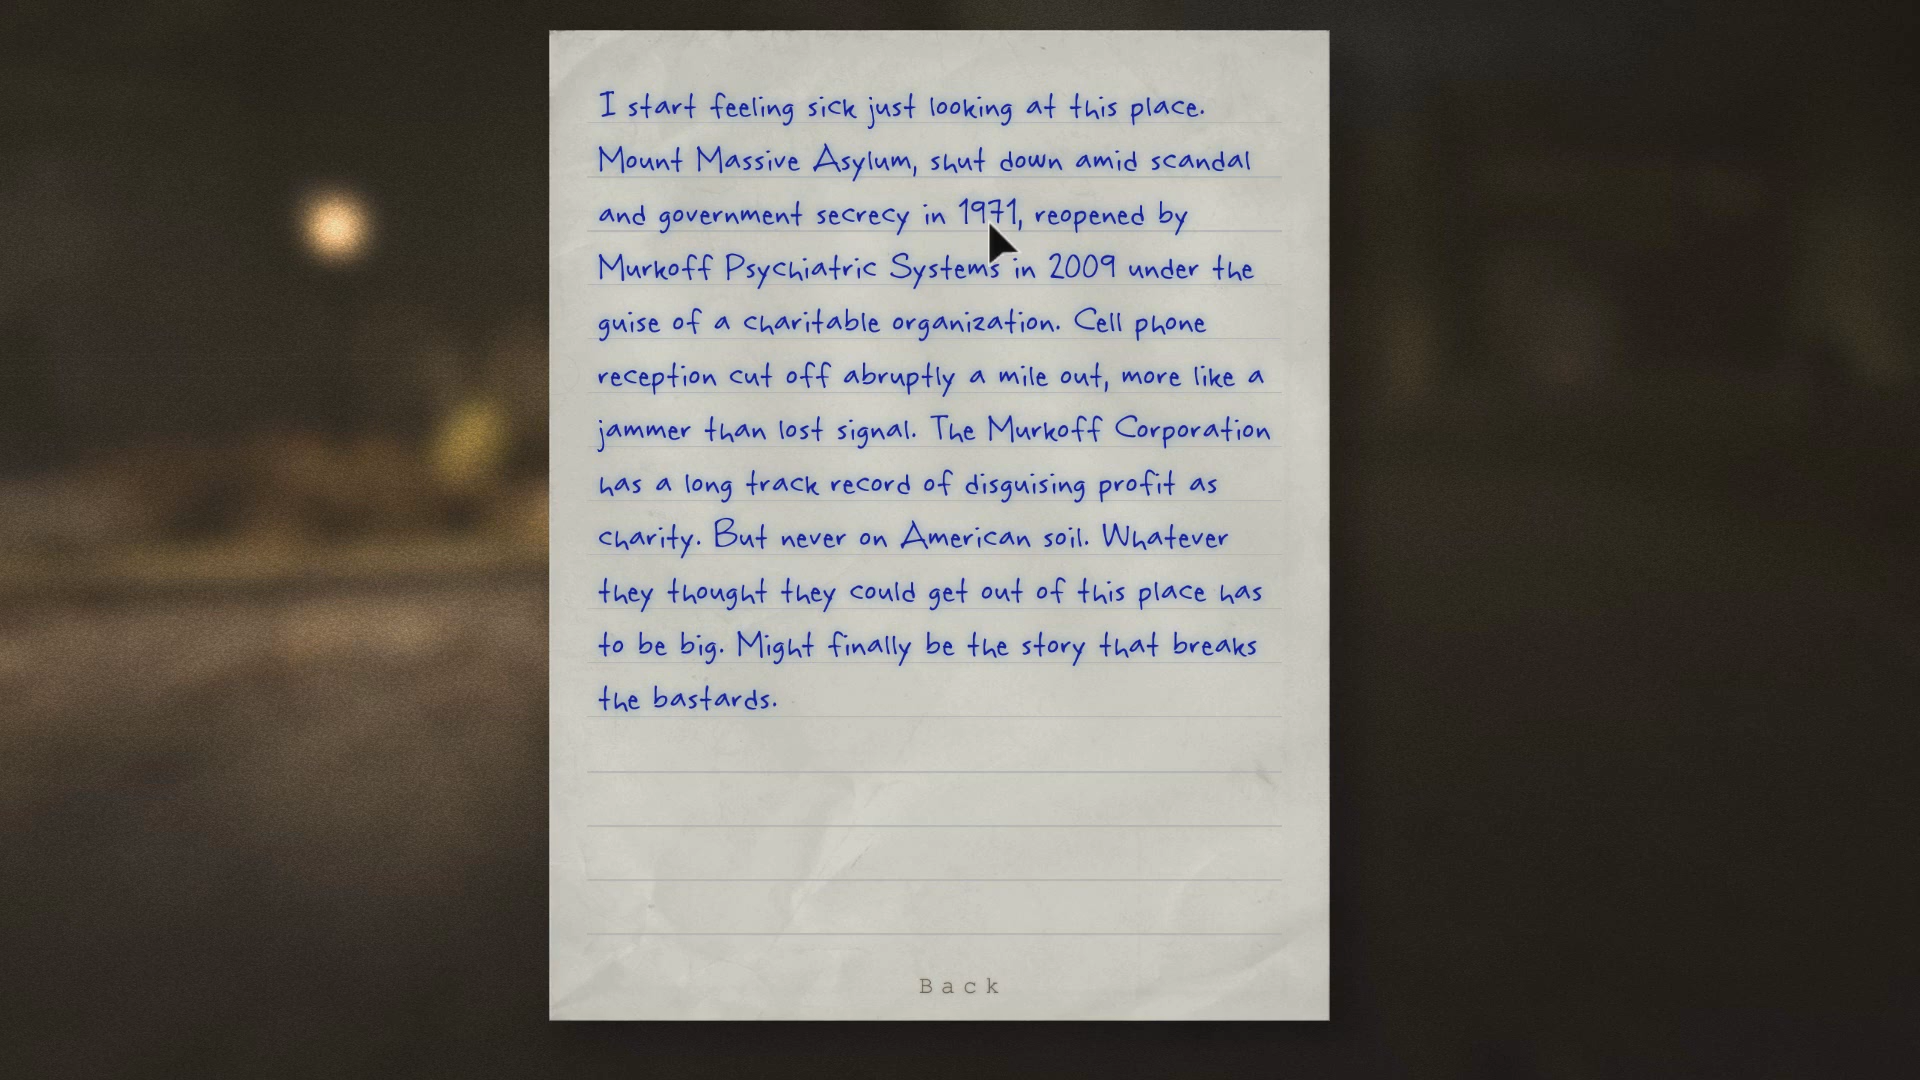 I start feeling sick just looking at this place.
Mount Massive Asylum, shut down amid scandal
and government secrecy in 1971, reopened by
Murkoff Psychiatric Systems in 2009 under the
guise of a charitable organization. Cell phone
reception cut off abruptly a mile out, more like a
jammer than lost signal. The Murkoff Corporation
has a long track record of disguising profit as
charity. But never on American soil. Whatever
they thought they could get out of this place has
to be big. Might finally be the story that breaks
the bastards.
Back